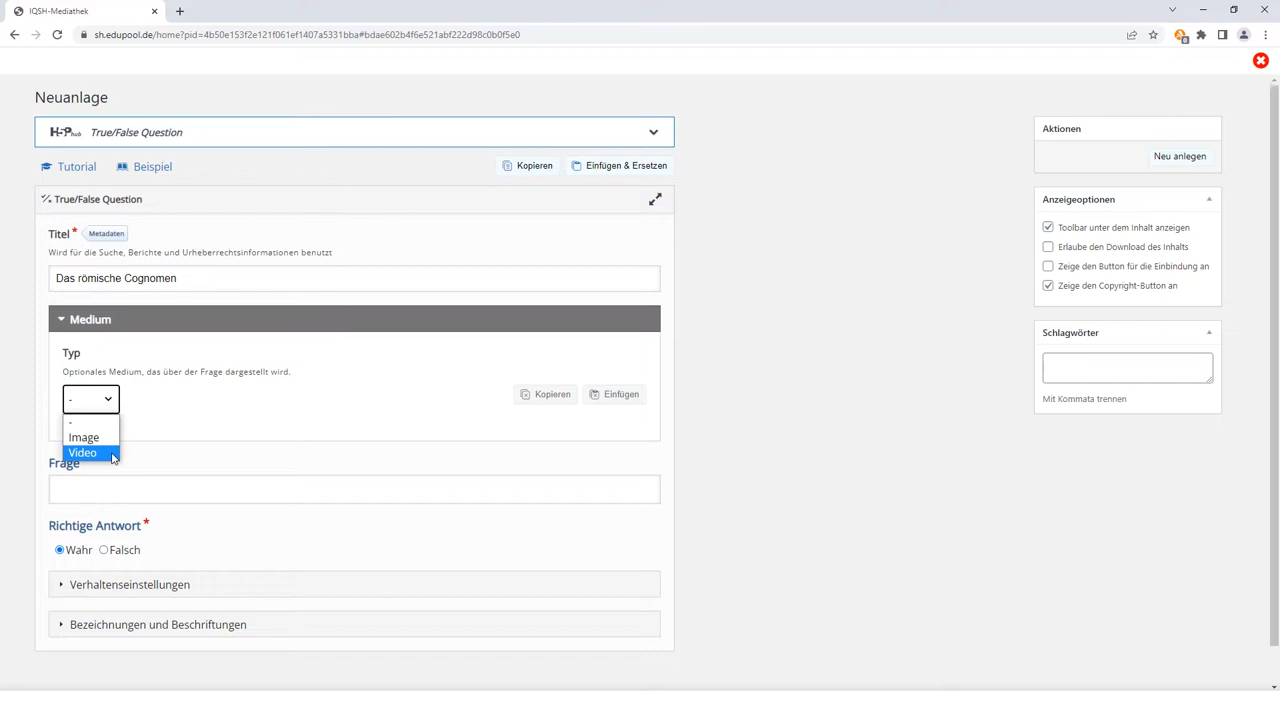 IQSH-Mediathek
sh.edupool.de/home?pid=4b50e153f2e121f061ef1407a5331bba#bdae602b4f6e521abf222d98c0b0f5e0
Neuanlage
H5P hub True/False Question
Tutorial Beispiel Kopieren Einfügen & Ersetzen
True/False Question
Titel* Metadaten
Wird für die Suche, Berichte und Urheberrechtsinformationen benutzt
Das römische Cognomen
Medium
Typ
Optionales Medium, das über der Frage dargestellt wird.
- Kopieren Einfügen
-
Image
Video
Frage
Richtige Antwort*
Wahr Falsch
Verhaltenseinstellungen
Bezeichnungen und Beschriftungen
Aktionen
Neu anlegen
Anzeigeoptionen
Toolbar unter dem Inhalt anzeigen
Erlaube den Download des Inhalts
Zeige den Button für die Einbindung an
Zeige den Copyright-Button an
Schlagwörter
Mit Kommata trennen